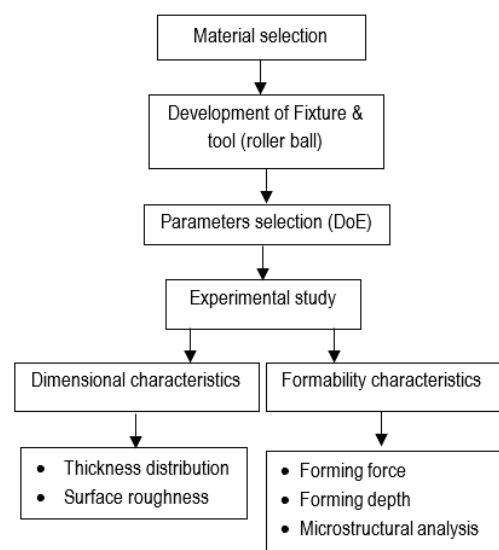 Material selection
Development of Fixture &
tool (roller ball)
Parameters selection (DoE)
Experimental study
Dimensional characteristics
Formability characteristics
• Thickness distribution
• Surface roughness
• Forming force
• Forming depth
• Microstructural analysis